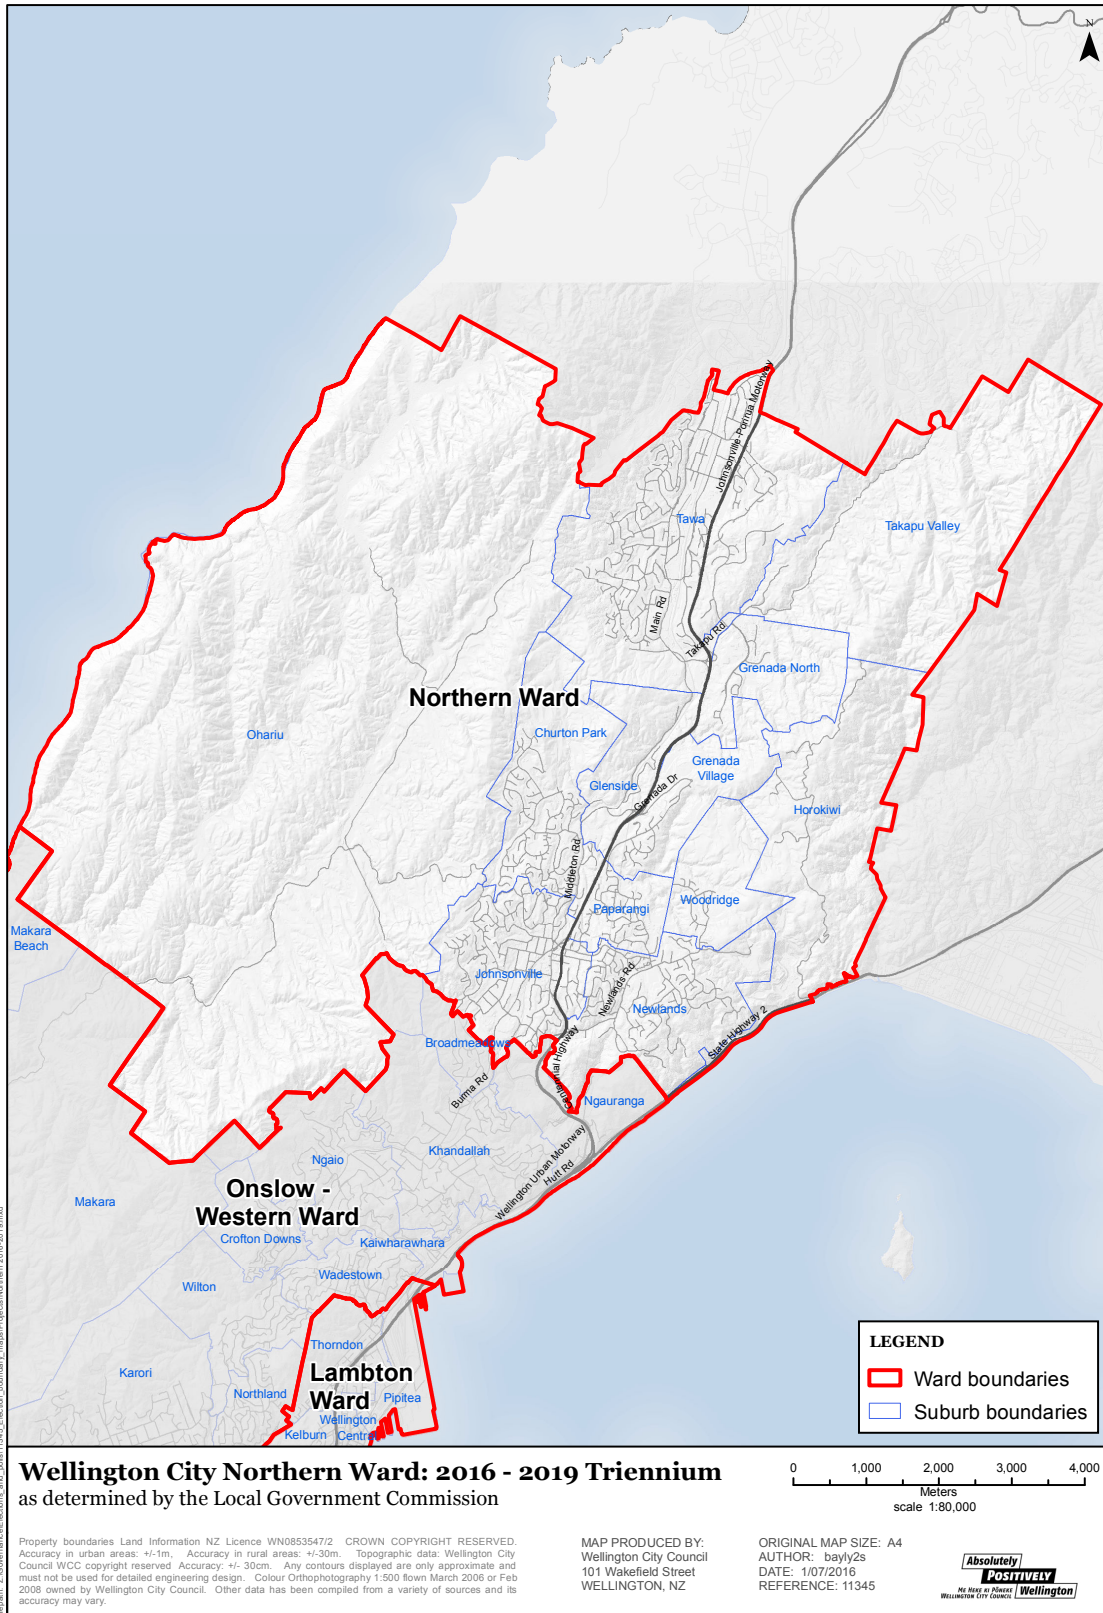 N
Johnsonville-Porirua Motorway
Tawa
Takapu Valley
Main Rd
Takapu Rd
Grenada North
Northern Ward
Churton Park
Ohariu
Grenada
Village
Glenside
Grenada Dr
Horokiwi
Middleton Rd
Woodridge
Paparangi
Makara
Beach
Johnsonville
Newlands Rd
Newlands
State Highway 2
Broadmeadows
Centennial Highway
Burma Rd
Ngauranga
Khandallah
Ngaio
Wellington Urban Motorway
Hutt Rd
Onslow -
Western Ward
Makara
Crofton Downs
Kaiwharawhara
Wadestown
Wilton
Thorndon
Karori
Lambton
Ward
Northland
Pipitea
Wellington
Central
Kelburn
LEGEND
Ward boundaries
Suburb boundaries
Wellington City Northern Ward: 2016 - 2019 Triennium
as determined by the Local Government Commission
0 1,000 2,000 3,000 4,000
Meters
scale 1:80,000
Property boundaries Land Information NZ Licence WN0853547/2 CROWN COPYRIGHT RESERVED.
Accuracy in urban areas: +/-1m, Accuracy in rural areas: +/-30m. Topographic data: Wellington City
Council WCC copyright reserved Accuracy: +/- 30cm. Any contours displayed are only approximate and
must not be used for detailed engineering design. Colour Orthophotography 1:500 flown March 2006 or Feb
2008 owned by Wellington City Council. Other data has been compiled from a variety of sources and its
accuracy may vary.
MAP PRODUCED BY:
Wellington City Council
101 Wakefield Street
WELLINGTON, NZ
ORIGINAL MAP SIZE: A4
AUTHOR: bayly2s
DATE: 1/07/2016
REFERENCE: 11345
Absolutely
POSITIVELY
ME HEKE KI PŌNEKE
WELLINGTON CITY COUNCIL
Wellington